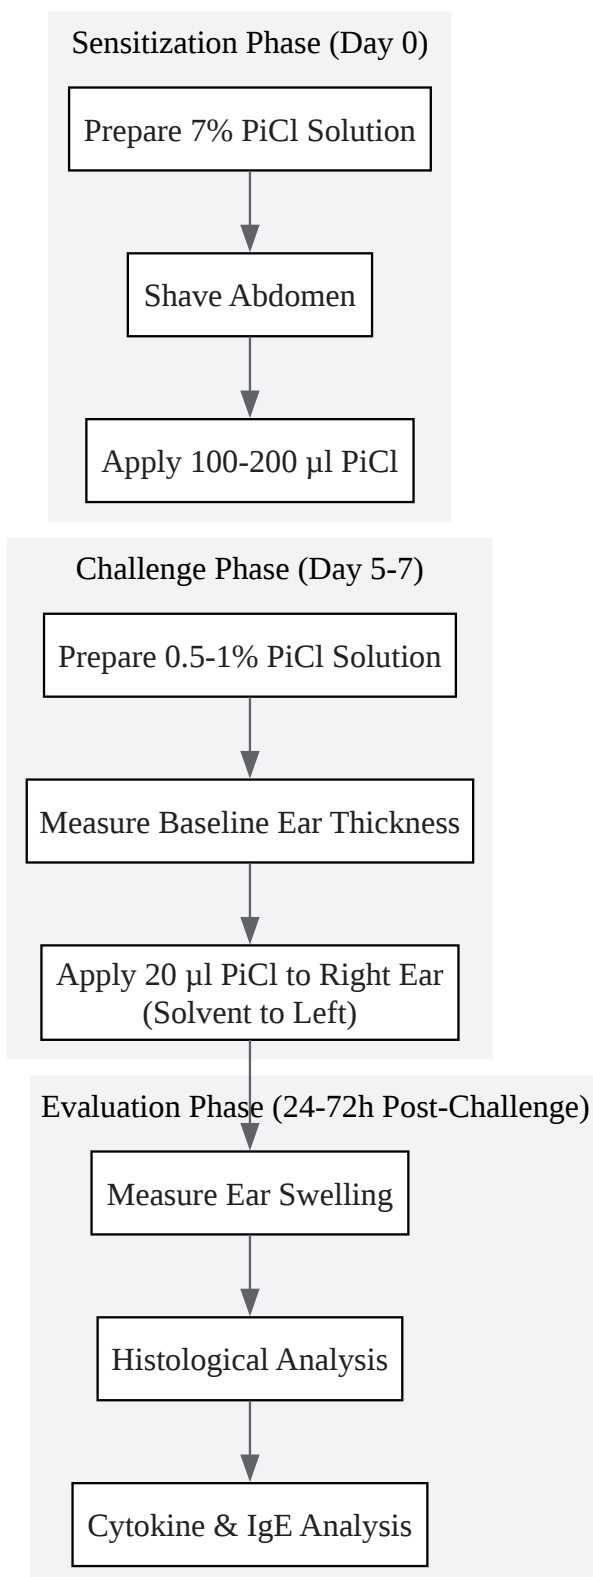 Sensitization Phase (Day 0)
Prepare 7% PiCl Solution
Shave Abdomen
Apply 100-200 µl PiCl
Challenge Phase (Day 5-7)
Prepare 0.5-1% PiCl Solution
Measure Baseline Ear Thickness
Apply 20 µl PiCl to Right Ear
(Solvent to Left)
Evaluation Phase (24-72h Post-Challenge)
Measure Ear Swelling
Histological Analysis
Cytokine & IgE Analysis